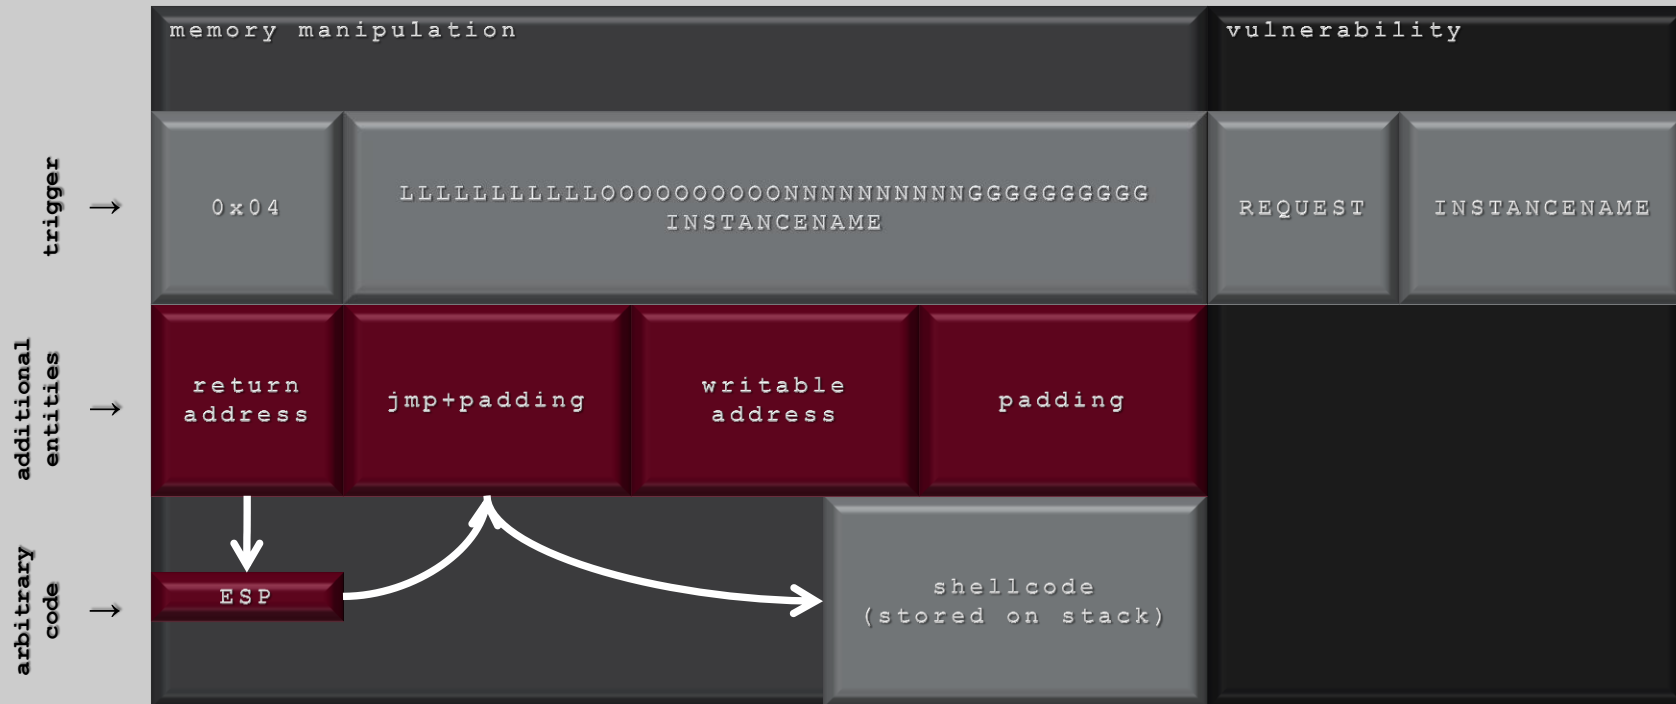 memory manipulation
vulnerability
trigger
→
0x04
LLLLLLLLLLLOOOOOOOOOONNNNNNNNNNGGGGGGGGGG
INSTANCENAME
REQUEST
INSTANCENAME
additional
entities
→
return
address
jmp+padding
writable
address
padding
arbitrary
code
→
ESP
shellcode
(stored on stack)